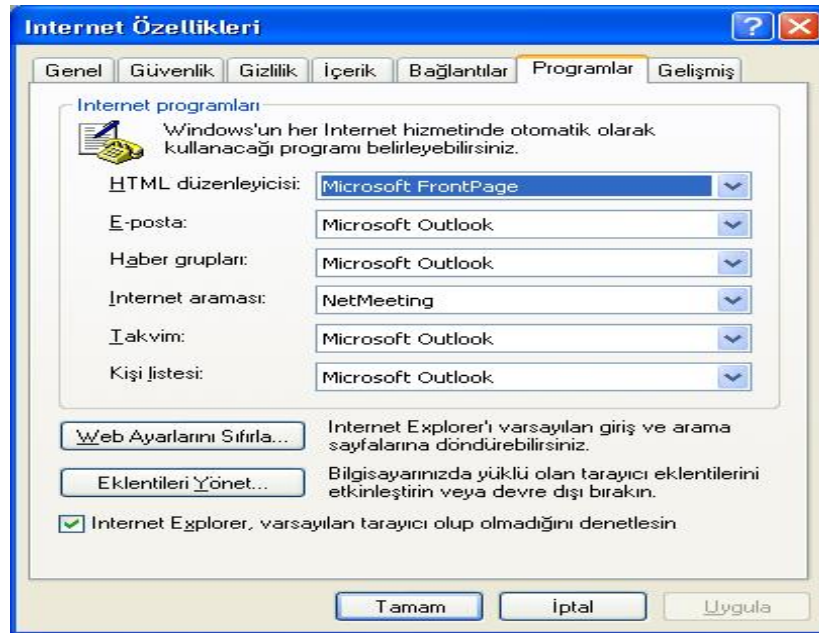 Internet Özellikleri
Genel Güvenlik Gizlilik İçerik Bağlantılar Programlar Gelişmiş
Internet programları
Windows'un her Internet hizmetinde otomatik olarak
kullanacağı programı belirleyebilirsiniz.
HTML düzenleyicisi: Microsoft FrontPage
E-posta: Microsoft Outlook
Haber grupları: Microsoft Outlook
Internet araması: NetMeeting
Takvim: Microsoft Outlook
Kişi listesi: Microsoft Outlook
Web Ayarlarını Sıfırla... Internet Explorer'ı varsayılan giriş ve arama
sayfalarına döndürebilirsiniz.
Eklentileri Yönet... Bilgisayarınızda yüklü olan tarayıcı eklentilerini
etkinleştirin veya devre dışı bırakın.
Internet Explorer, varsayılan tarayıcı olup olmadığını denetlesin
Tamam İptal Uygula